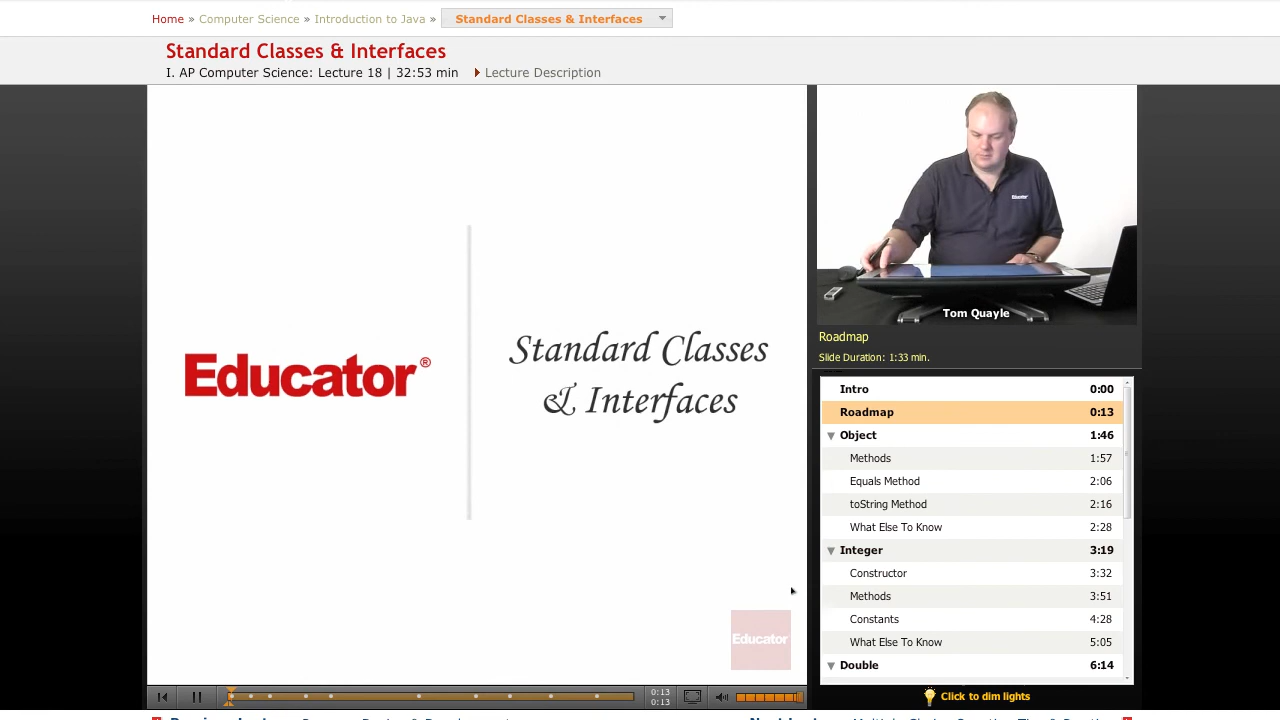 Home » Computer Science » Introduction to Java » Standard Classes & Interfaces
Standard Classes & Interfaces
I. AP Computer Science: Lecture 18 | 32:53 min Lecture Description
Educator®
Standard Classes
& Interfaces
Educator
Educator
Tom Quayle
Roadmap
Slide Duration: 1:33 min.
Intro 0:00
Roadmap 0:13
Object 1:46
Methods 1:57
Equals Method 2:06
toString Method 2:16
What Else To Know 2:28
Integer 3:19
Constructor 3:32
Methods 3:51
Constants 4:28
What Else To Know 5:05
Double 6:14
0:13
0:13
Click to dim lights